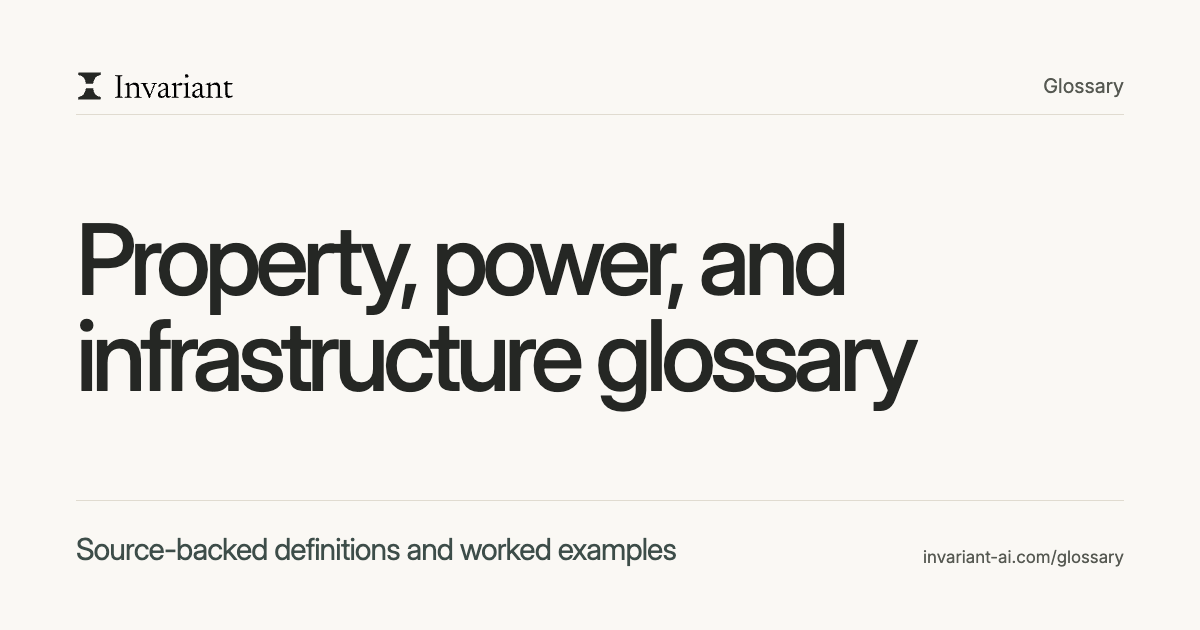 Invariant
Glossary
Property, power, and
infrastructure glossary
Source-backed definitions and worked examples
invariant-ai.com/glossary